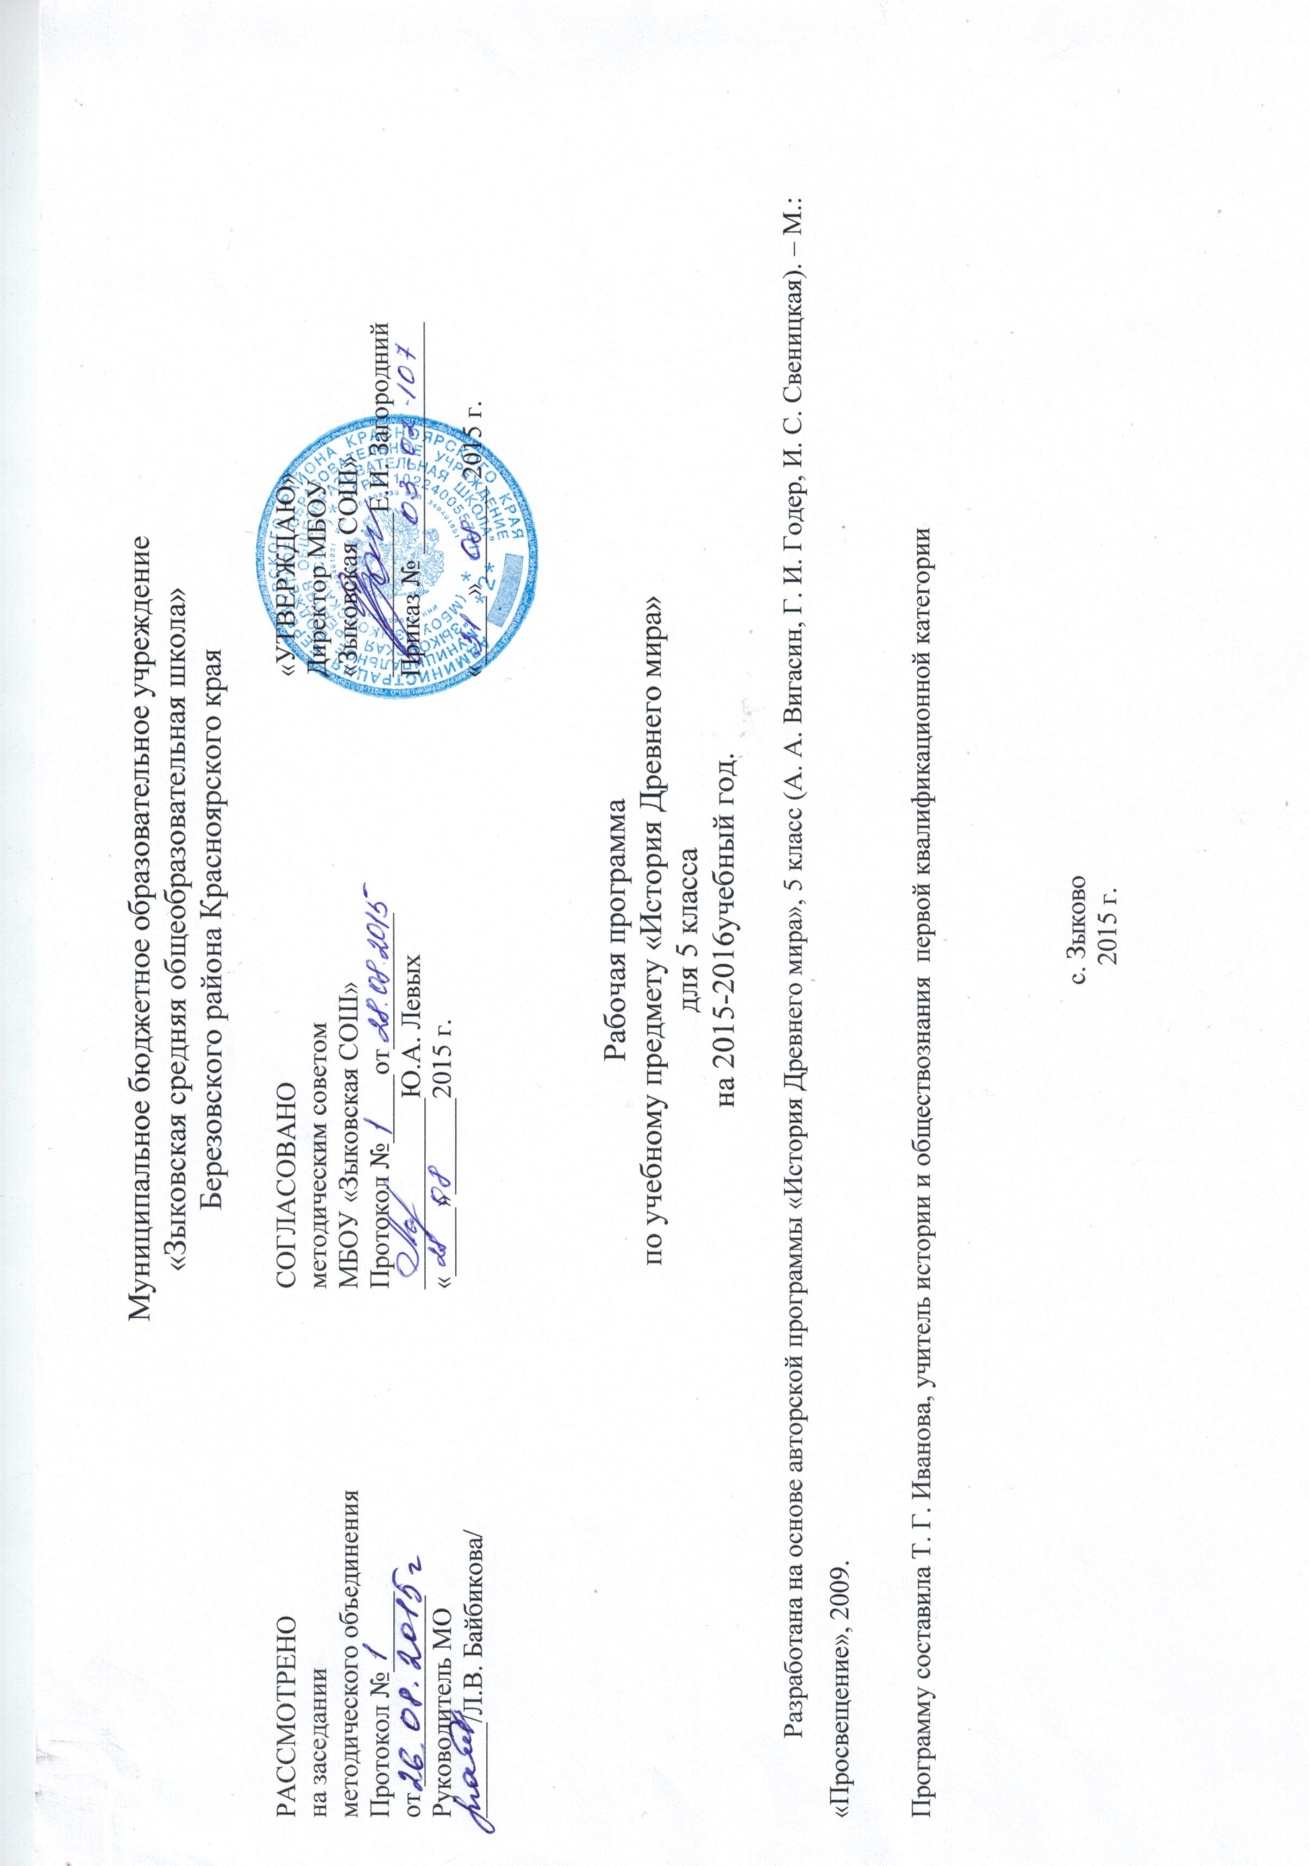 Муниципальное бюджетное образовательное учреждение
«Зыковская средняя общеобразовательная школа»
Березовского района Красноярского края
РАССМОТРЕНО
на заседании
методического объединения
Протокол № 1
от 26.08.2015г
Руководитель МО
/Л.В. Байбикова/
СОГЛАСОВАНО
методическим советом
МБОУ «Зыковская СОШ»
Протокол № 1 от 28.08.2015
Ю.А. Левых
« 28 » 08 2015 г.
«УТВЕРЖДАЮ»
Директор МБОУ
«Зыковская СОШ»
Е.И. Загородний
Приказ № 03-02-107
« 31 » 08 2015 г.
Рабочая программа
по учебному предмету «История Древнего мира»
для 5 класса
на 2015-2016учебный год.
Разработана на основе авторской программы «История Древнего мира», 5 класс (А. А. Вигасин, Г. И. Годер, И. С. Свеницкая). – М.:
«Просвещение», 2009.
Программу составила Т. Г. Иванова, учитель истории и обществознания первой квалификационной категории
с. Зыково
2015 г.